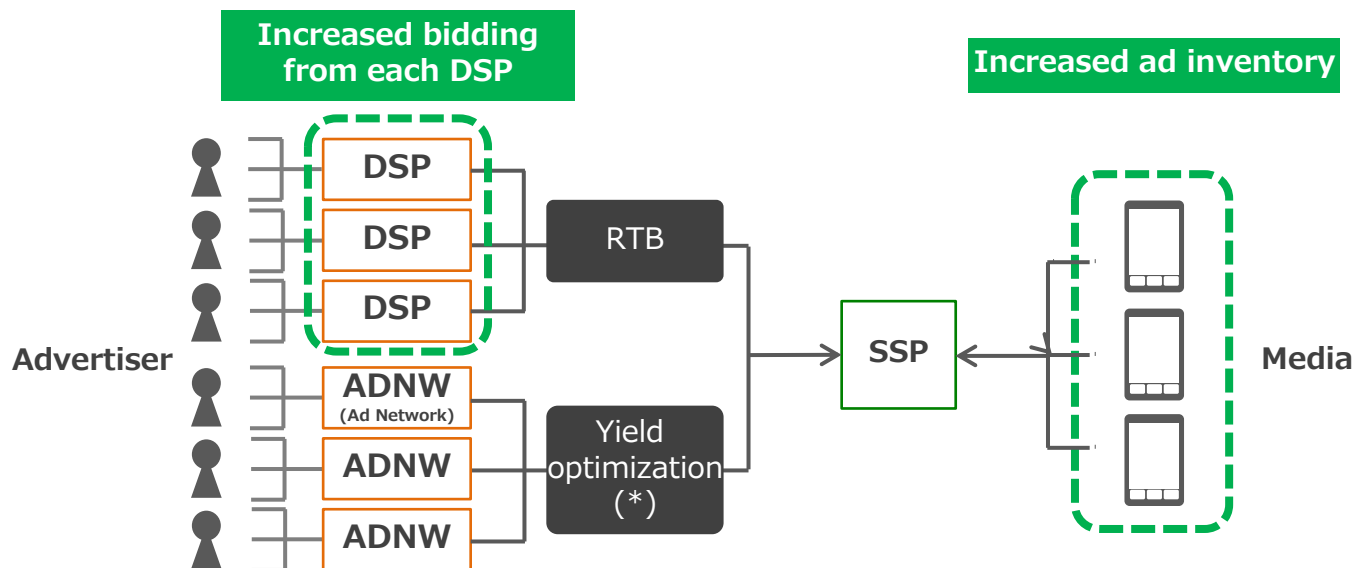 Increased bidding
from each DSP
Increased ad inventory
DSP
DSP
RTB
DSP
Advertiser
SSP
Media
ADNW
(Ad Network)
ADNW
Yield
optimization
(*)
ADNW